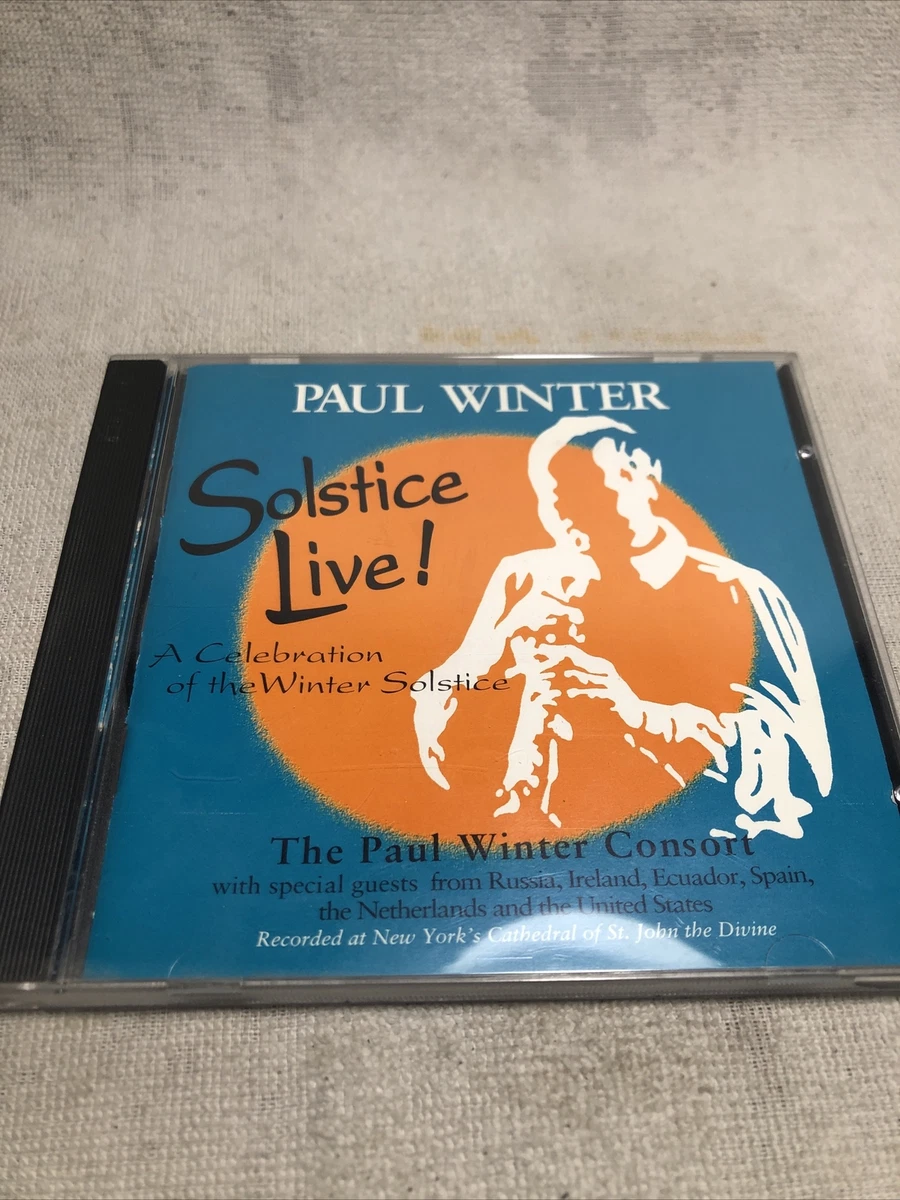 PAUL WINTER
Solstice
Live!
A Celebration
of the Winter Solstice
The Paul Winter Consort
with special guests from Russia, Ireland, Ecuador, Spain,
the Netherlands and the United States
Recorded at New York's Cathedral of St. John the Divine